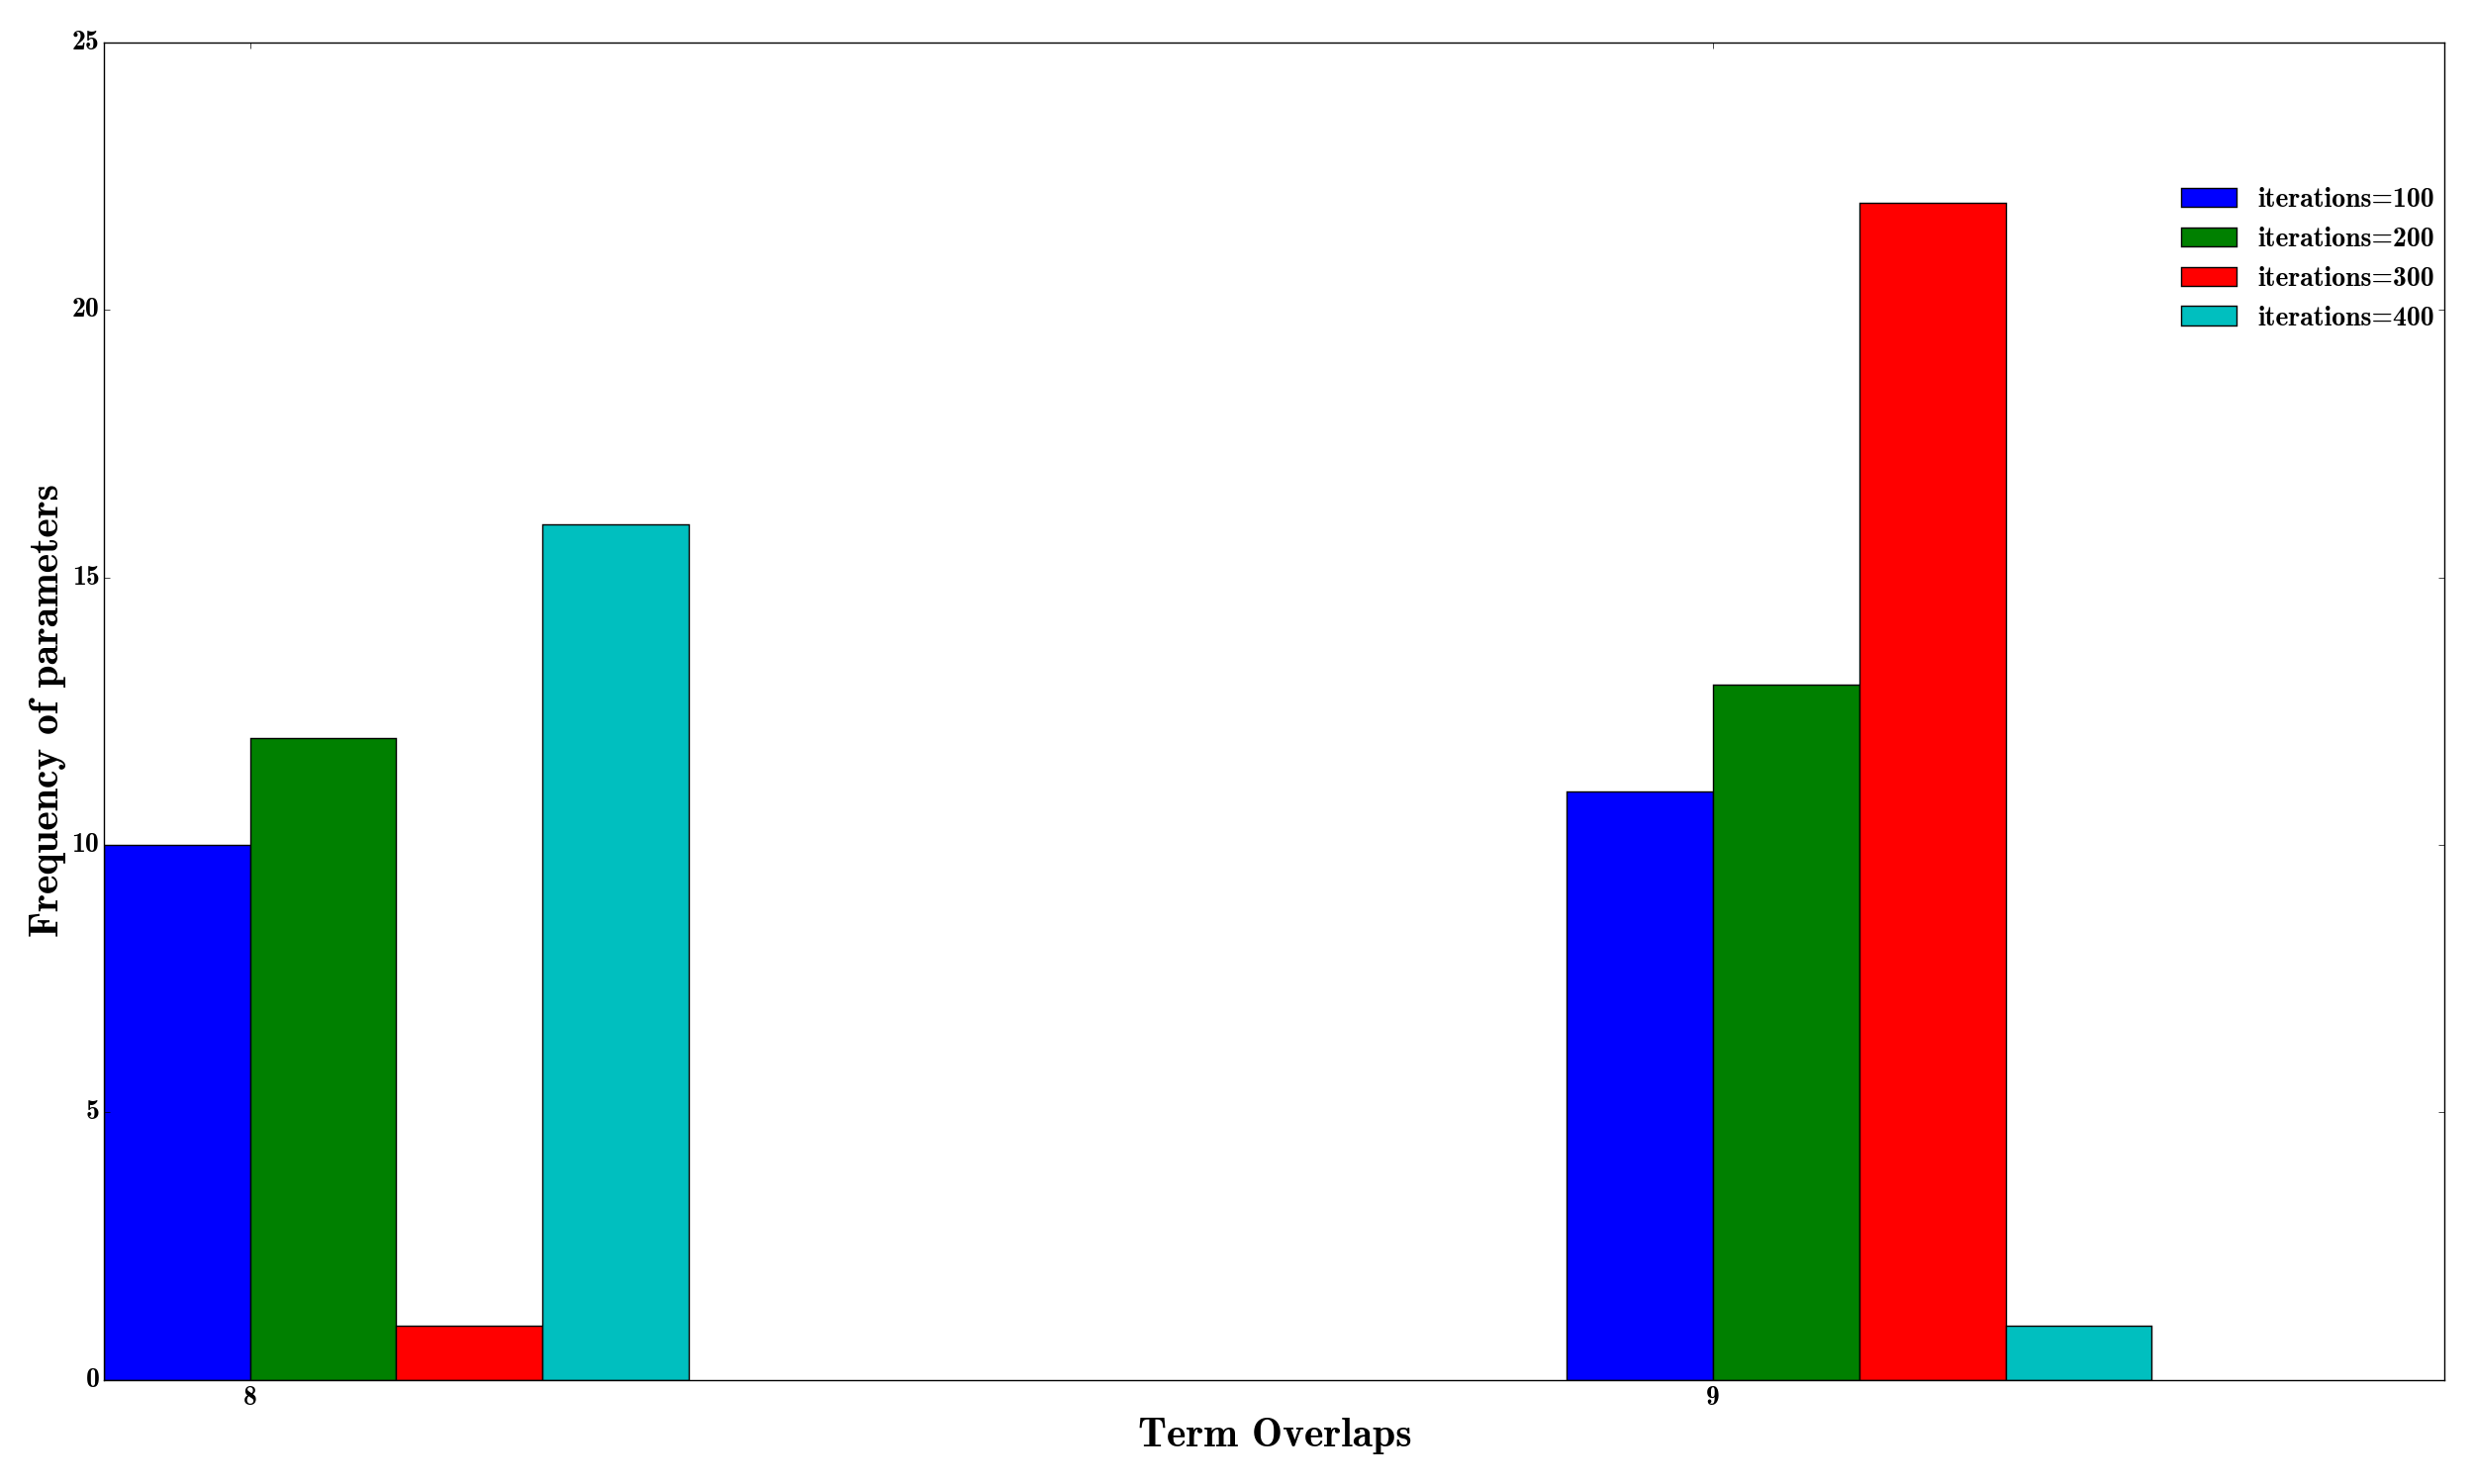 25
20
15
10
5
0
Frequency of parameters
iterations=100
iterations=200
iterations=300
iterations=400
8
9
Term Overlaps